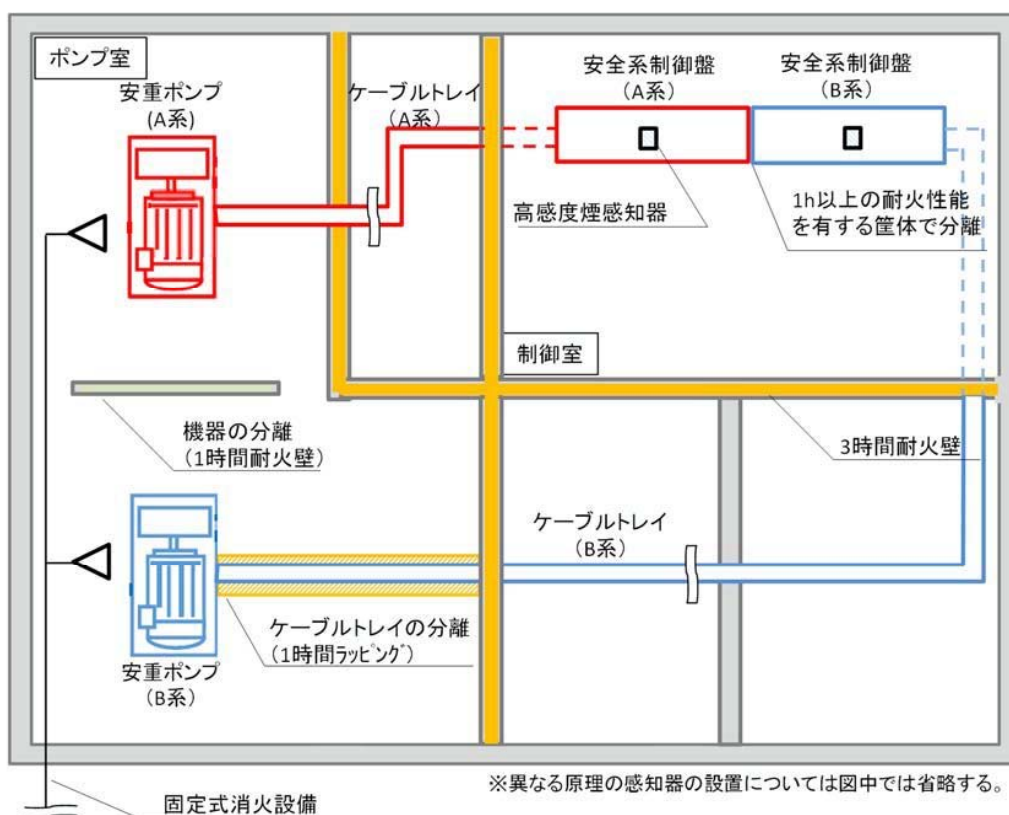 ポンプ室
安重ポンプ
(A系)
ケーブルトレイ
（A系）
安全系制御盤
（A系）
安全系制御盤
（B系）
高感度煙感知器
1h以上の耐火性能
を有する筐体で分離
制御室
機器の分離
（1時間耐火壁）
3時間耐火壁
ケーブルトレイ
（B系）
ケーブルトレイの分離
（1時間ﾗｯﾋﾟﾝｸﾞ）
安重ポンプ
（B系）
※異なる原理の感知器の設置については図中では省略する。
固定式消火設備